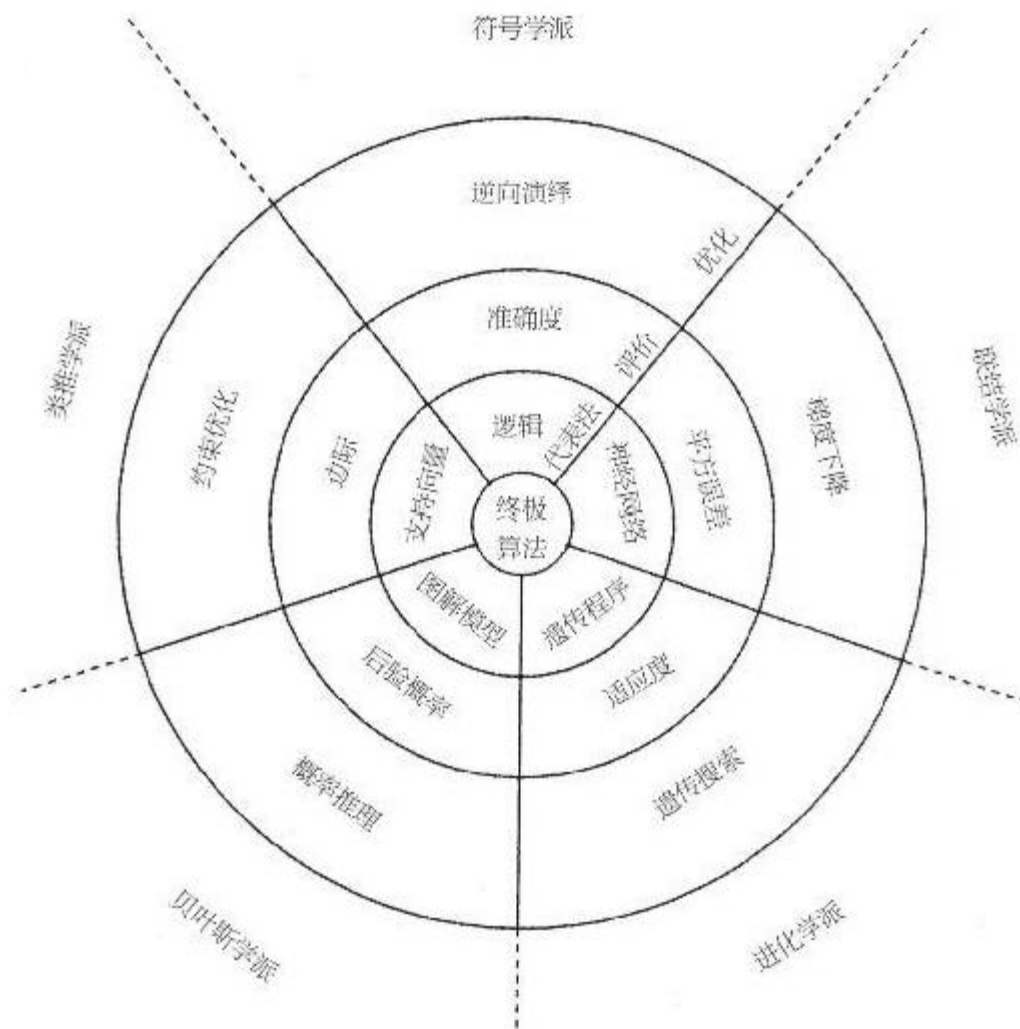 符号学派
逆向演绎
优化
准确度
评价
类推学派
联结学派
约束优化
边际
支持向量
逻辑
代表法
神经网络
平方误差
梯度下降
终极
算法
图解模型
遗传程序
后验概率
适应度
概率推理
遗传搜索
贝叶斯学派
进化学派